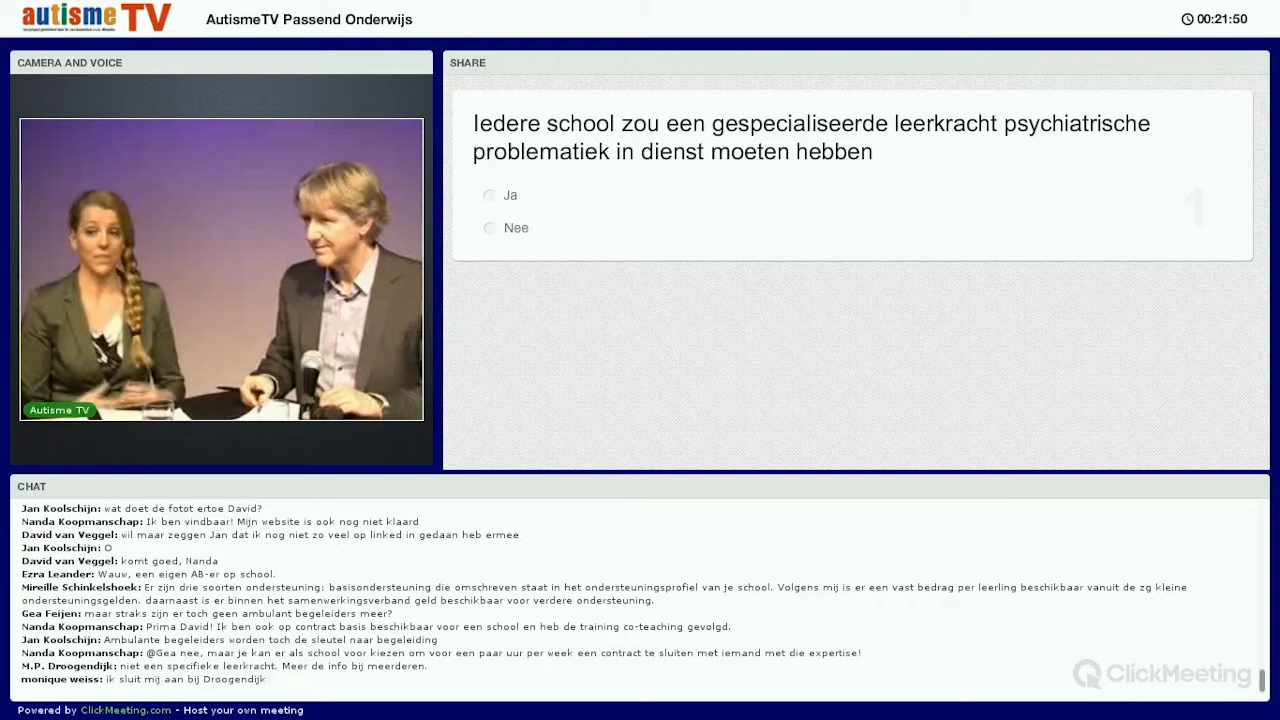 autisme TV
AutismeTV Passend Onderwijs
00:21:50
CAMERA AND VOICE
SHARE
Iedere school zou een gespecialiseerde leerkracht psychiatrische
problematiek in dienst moeten hebben
Ja
Nee
1
Autisme TV
CHAT
Jan Koolschijn: wat doet de fotot ertoe David?
Nanda Koopmanschap: Ik ben vindbaar! Mijn website is ook nog niet klaard
David van Veggel: wil maar zeggen Jan dat ik nog niet zo veel op linked in gedaan heb ermee
Jan Koolschijn: O
David van Veggel: komt goed, Nanda
Ezra Leander: Wauw, een eigen AB-er op school.
Mireille Schinkelshoek: Er zijn drie soorten ondersteuning: basisondersteuning die omschreven staat in het ondersteuningsprofiel van je school. Volgens mij is er een vast bedrag per leerling beschikbaar vanuit de zg kleine
ondersteuningsgelden. daarnaast is er binnen het samenwerkingsverband geld beschikbaar voor verdere ondersteuning.
Gea Feijen: maar straks zijn er toch geen ambulant begeleiders meer?
Nanda Koopmanschap: Prima David! Ik ben ook op contract basis beschikbaar voor een school en heb de training co-teaching gevolgd.
Jan Koolschijn: Ambulante begeleiders worden toch de sleutel naar begeleiding
Nanda Koopmanschap: @Gea nee, maar je kan er als school voor kiezen om voor een paar uur per week een contract te sluiten met iemand met die expertise!
M.P. Droogendijk: niet een specifieke leerkracht. Meer de info bij meerderen.
monique weiss: ik sluit mij aan bij Droogendijk
ClickMeeting
Powered by ClickMeeting.com - Host your own meeting